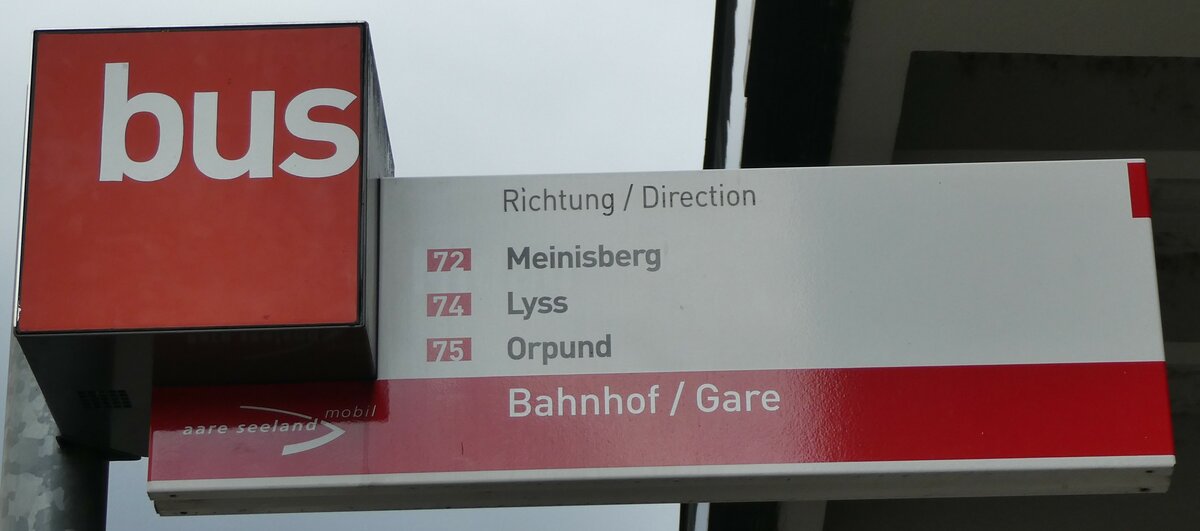 bus
Richtung / Direction
72 Meinisberg
74 Lyss
75 Orpund
Bahnhof / Gare
aare seeland mobil